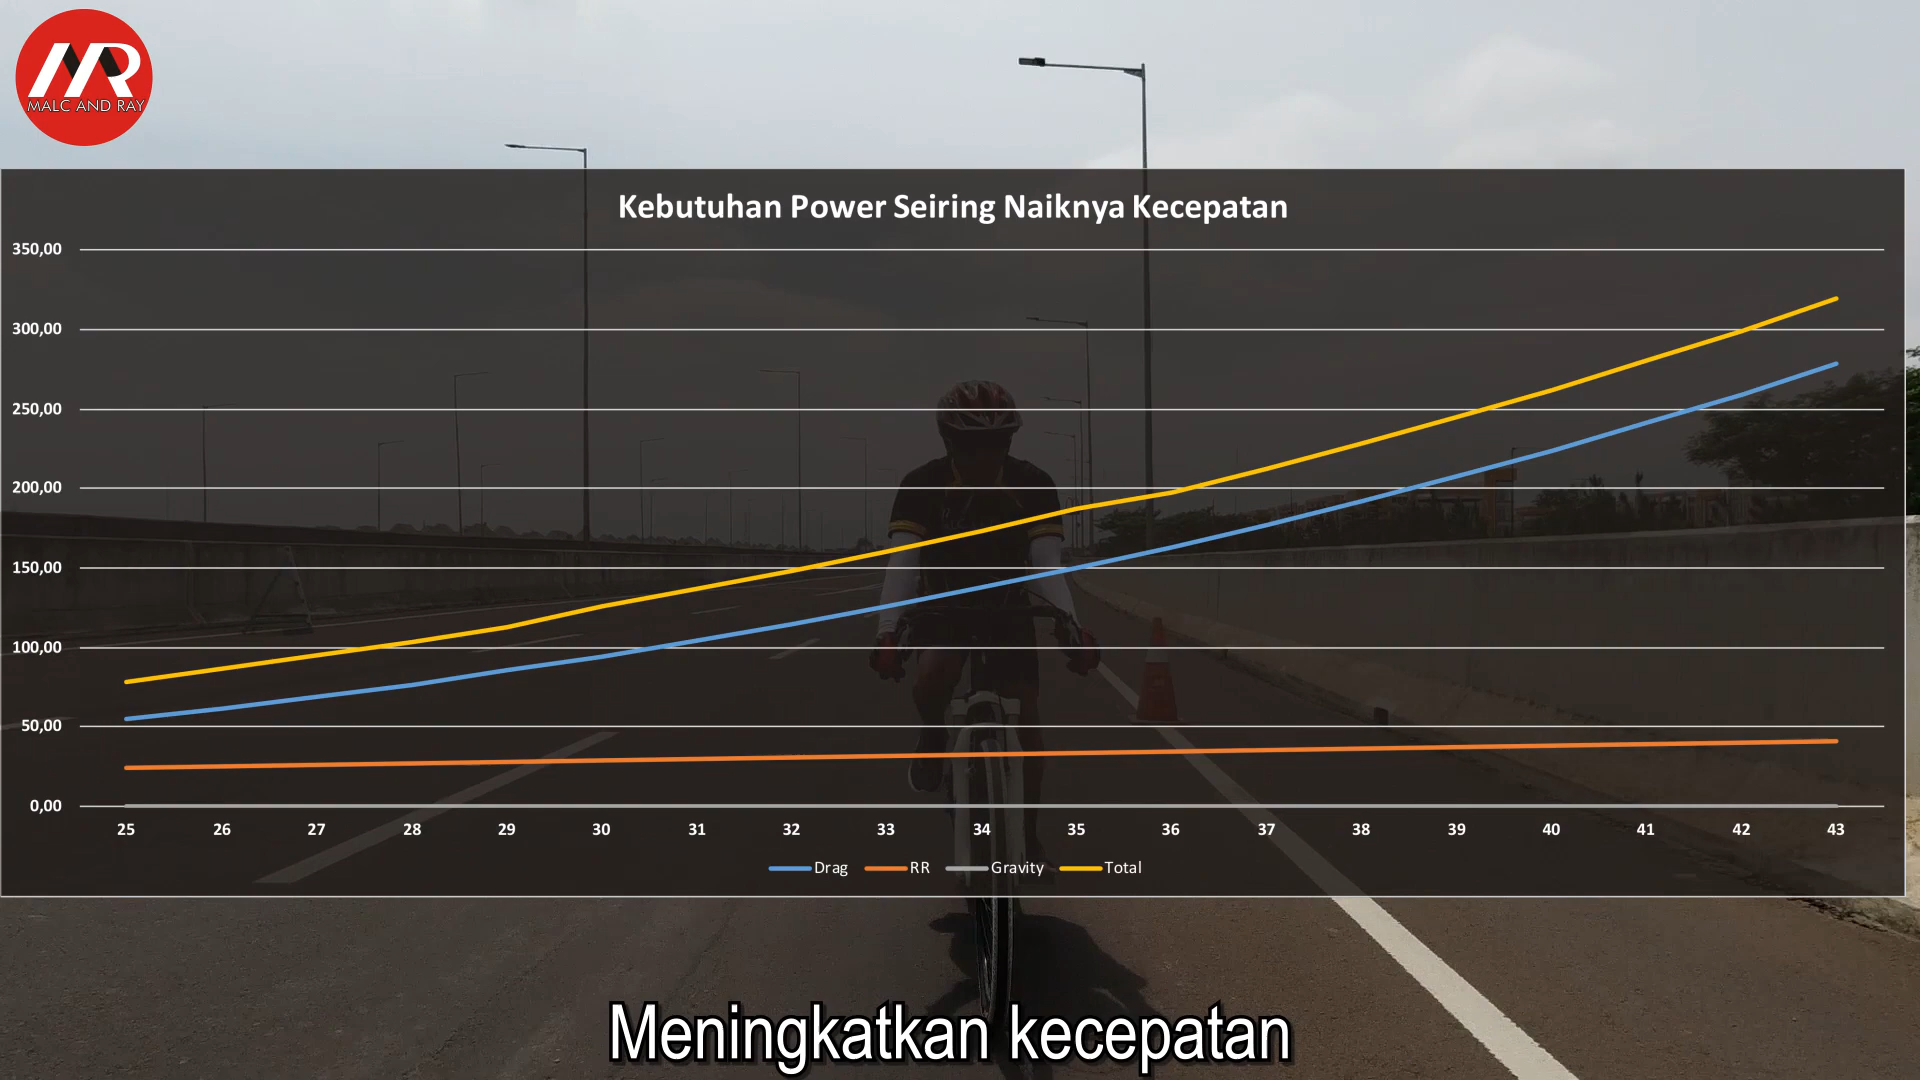 MR
MALC AND RAY
Kebutuhan Power Seiring Naiknya Kecepatan
350,00
300,00
250,00
200,00
150,00
100,00
50,00
0,00
25 26 27 28 29 30 31 32 33 34 35 36 37 38 39 40 41 42 43
Drag RR Gravity Total
Meningkatkan kecepatan